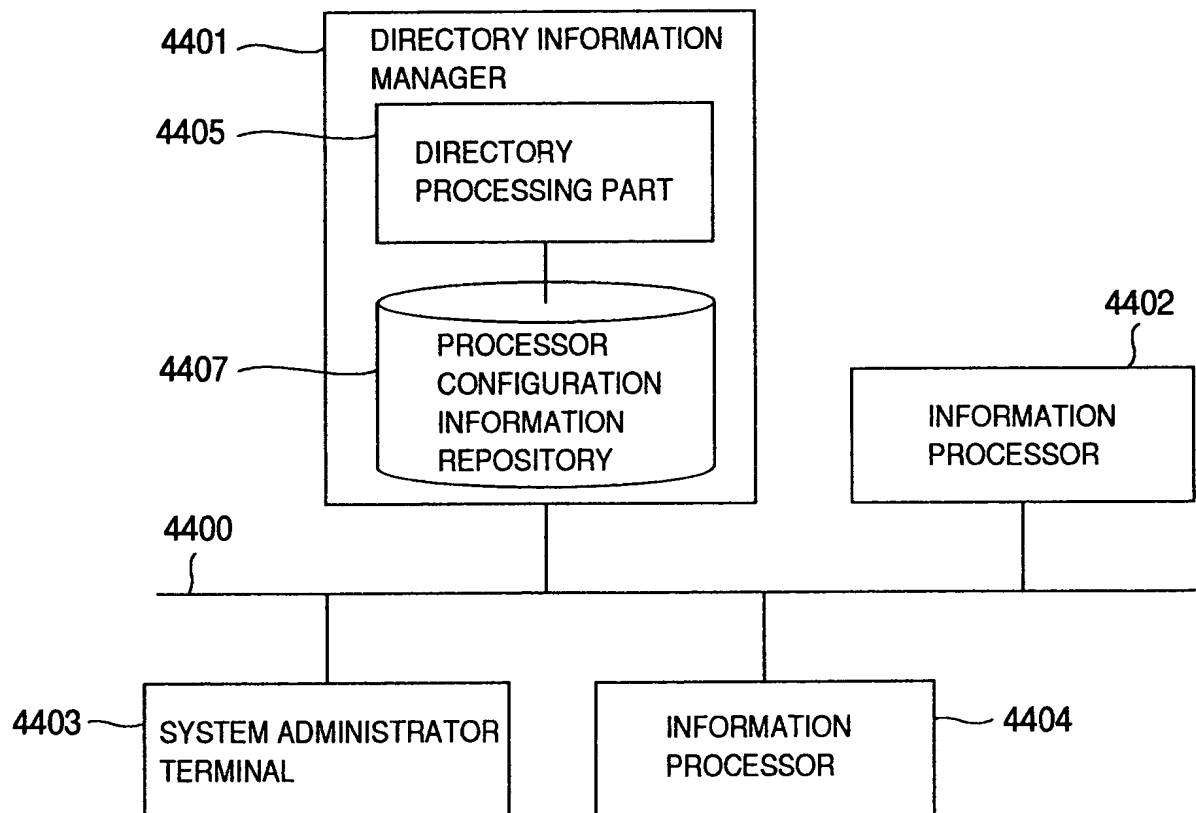 4401
DIRECTORY INFORMATION
MANAGER
4405
DIRECTORY
PROCESSING PART
4407
PROCESSOR
CONFIGURATION
INFORMATION
REPOSITORY
4402
INFORMATION
PROCESSOR
4400
4403
SYSTEM ADMINISTRATOR
TERMINAL
INFORMATION
PROCESSOR
4404